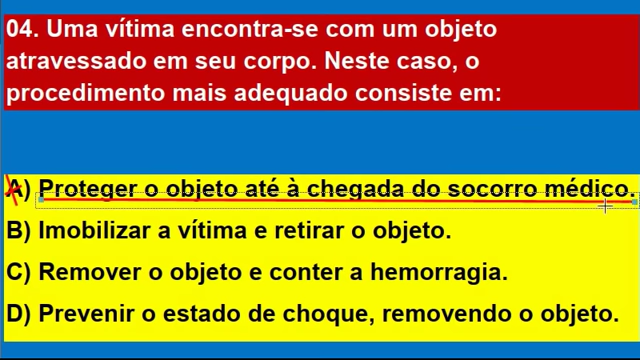 04. Uma vítima encontra-se com um objeto
atravessado em seu corpo. Neste caso, o
procedimento mais adequado consiste em:
A) Proteger o objeto até à chegada do socorro médico.
B) Imobilizar a vítima e retirar o objeto.
C) Remover o objeto e conter a hemorragia.
D) Prevenir o estado de choque, removendo o objeto.